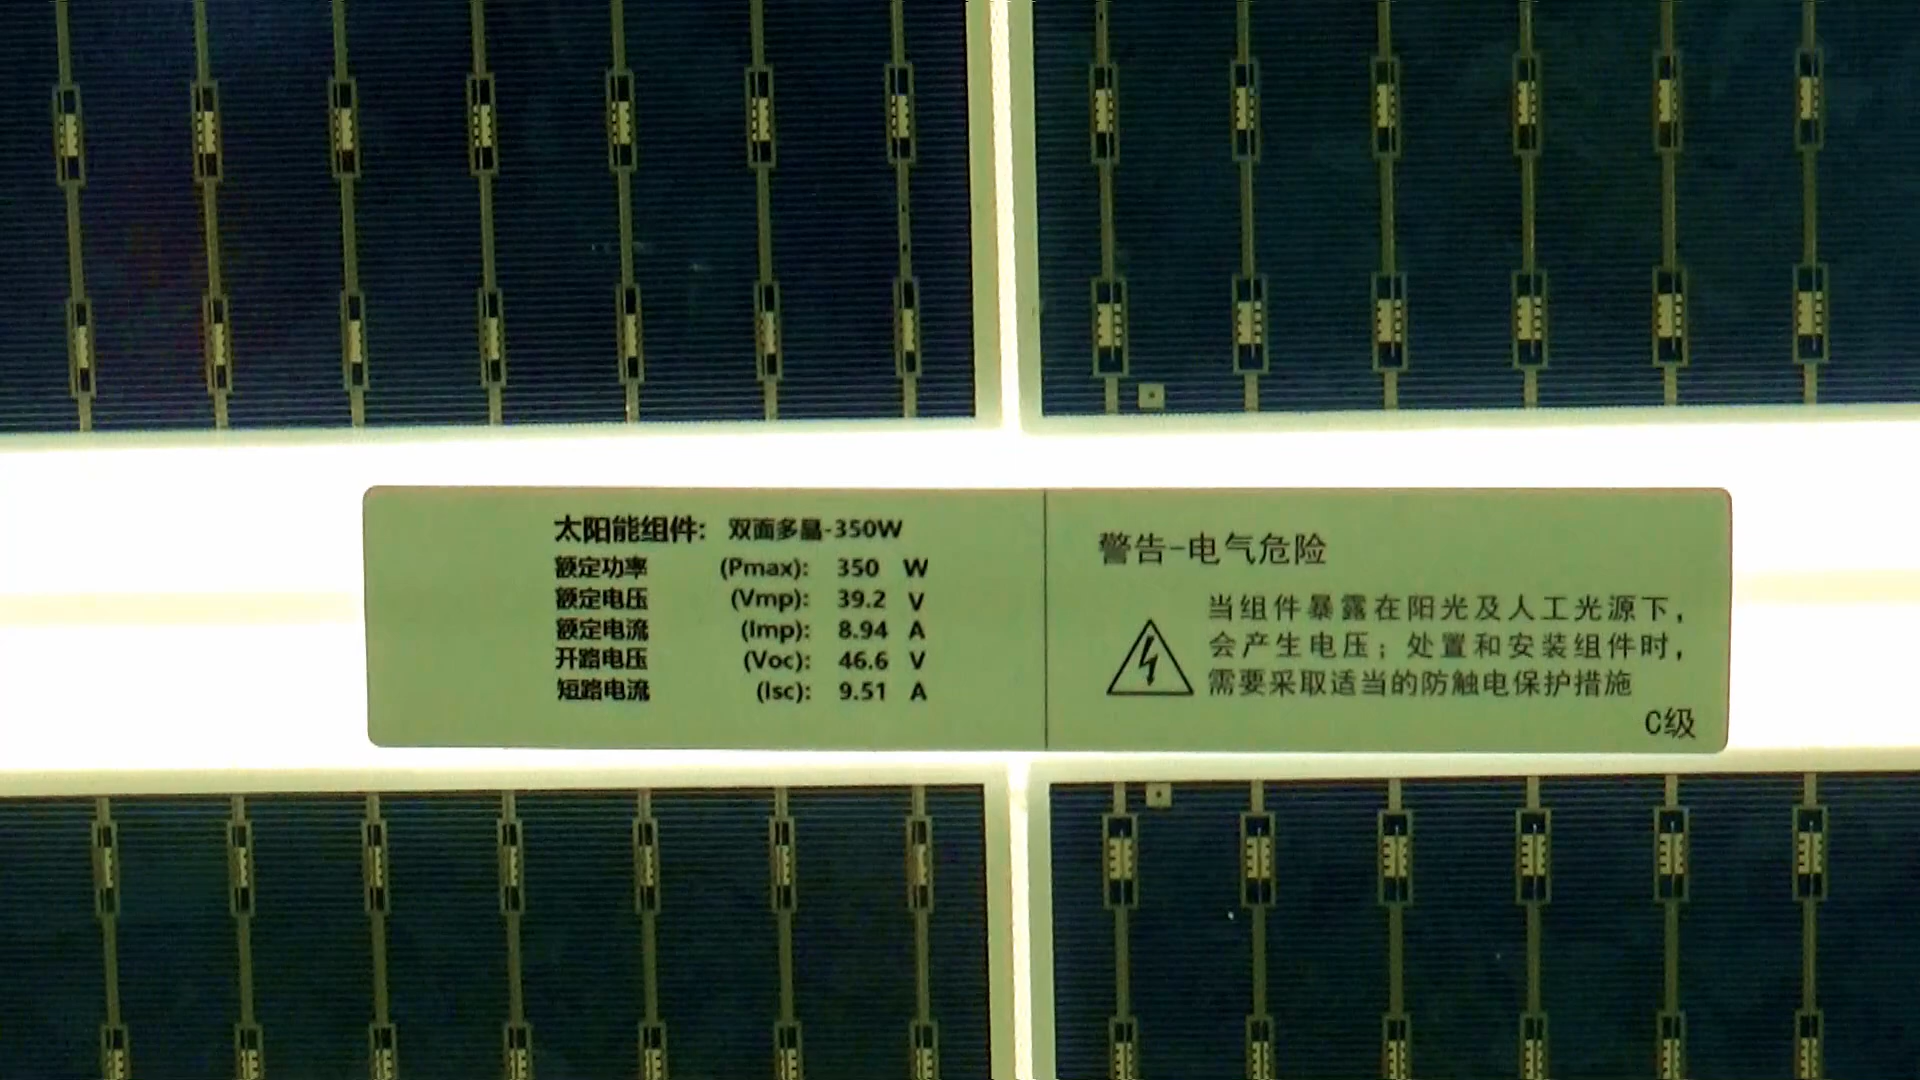 太阳能组件: 双面多晶-350W
额定功率 (Pmax): 350 W
额定电压 (Vmp): 39.2 V
额定电流 (Imp): 8.94 A
开路电压 (Voc): 46.6 V
短路电流 (Isc): 9.51 A
警告-电气危险
当组件暴露在阳光及人工光源下,
会产生电压; 处置和安装组件时,
需要采取适当的防触电保护措施
C级